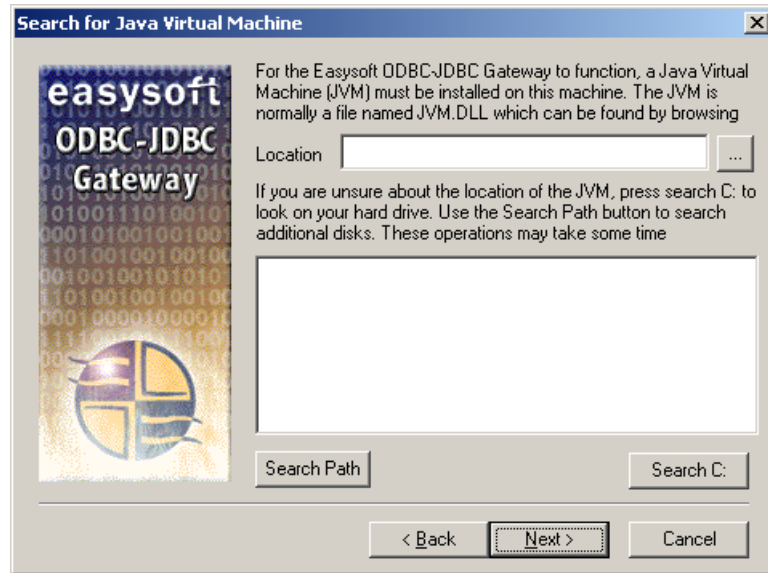 Search for Java Virtual Machine
easysoft
ODBC-JDBC
Gateway
For the Easysoft ODBC-JDBC Gateway to function, a Java Virtual
Machine (JVM) must be installed on this machine. The JVM is
normally a file named JVM.DLL which can be found by browsing
Location
...
If you are unsure about the location of the JVM, press search C: to
look on your hard drive. Use the Search Path button to search
additional disks. These operations may take some time
Search Path
Search C:
< Back
Next >
Cancel